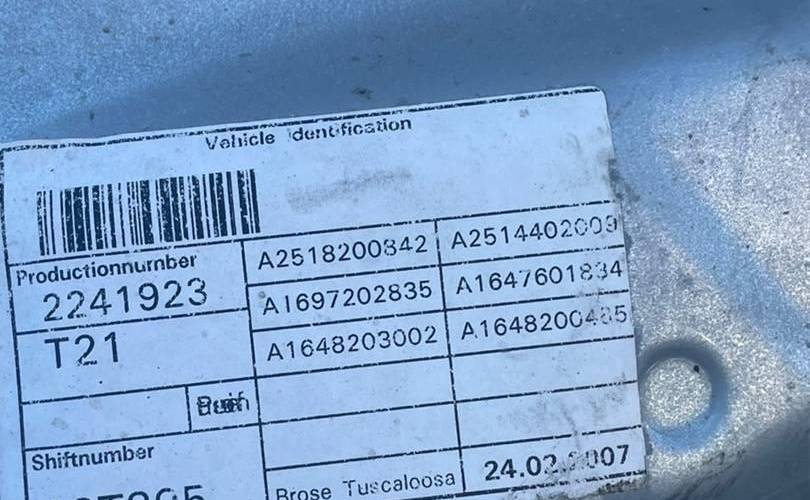 Vehicle identification
Productionnumber
2241923
T21
A2518200842 A2514402009
A1697202835 A1647601834
A1648203002 A1648200485
Shiftnumber
Brose Tuscaloosa